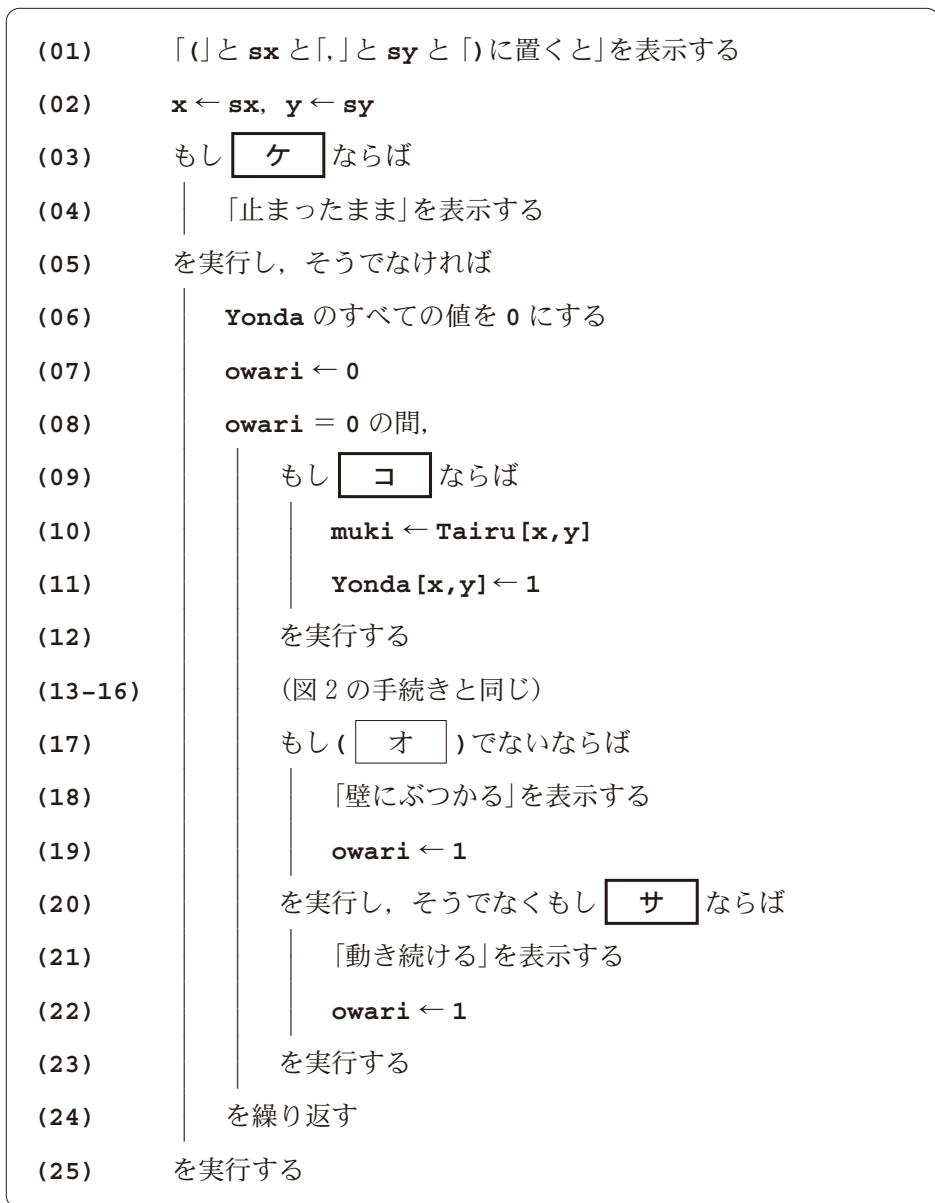 (01) 「(」と sx と「,」と sy と「)に置くと」を表示する
(02) x ← sx, y ← sy
(03) もし ケ ならば
(04) 「止まったまま」を表示する
(05) を実行し，そうでなければ
(06) Yonda のすべての値を 0 にする
(07) owari ← 0
(08) owari = 0 の間，
(09) もし コ ならば
(10) muki ← Tairu[x,y]
(11) Yonda[x,y] ← 1
(12) を実行する
(13-16) (図 2 の手続きと同じ)
(17) もし( オ )でないならば
(18) 「壁にぶつかる」を表示する
(19) owari ← 1
(20) を実行し，そうでなくもし サ ならば
(21) 「動き続ける」を表示する
(22) owari ← 1
(23) を実行する
(24) を繰り返す
(25) を実行する